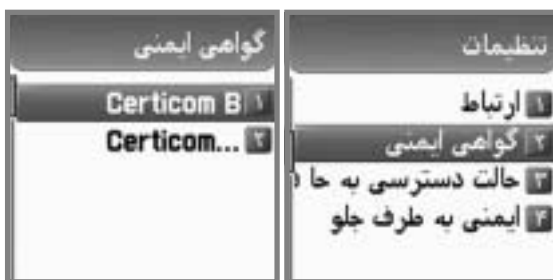 تنظیمات
۱ ارتباط
۲ گواهی ایمنی
۳ حالت دسترسی به حا
۴ ایمنی به طرف جلو
گواهی ایمنی
۱ Certicom B
۲ Certicom...